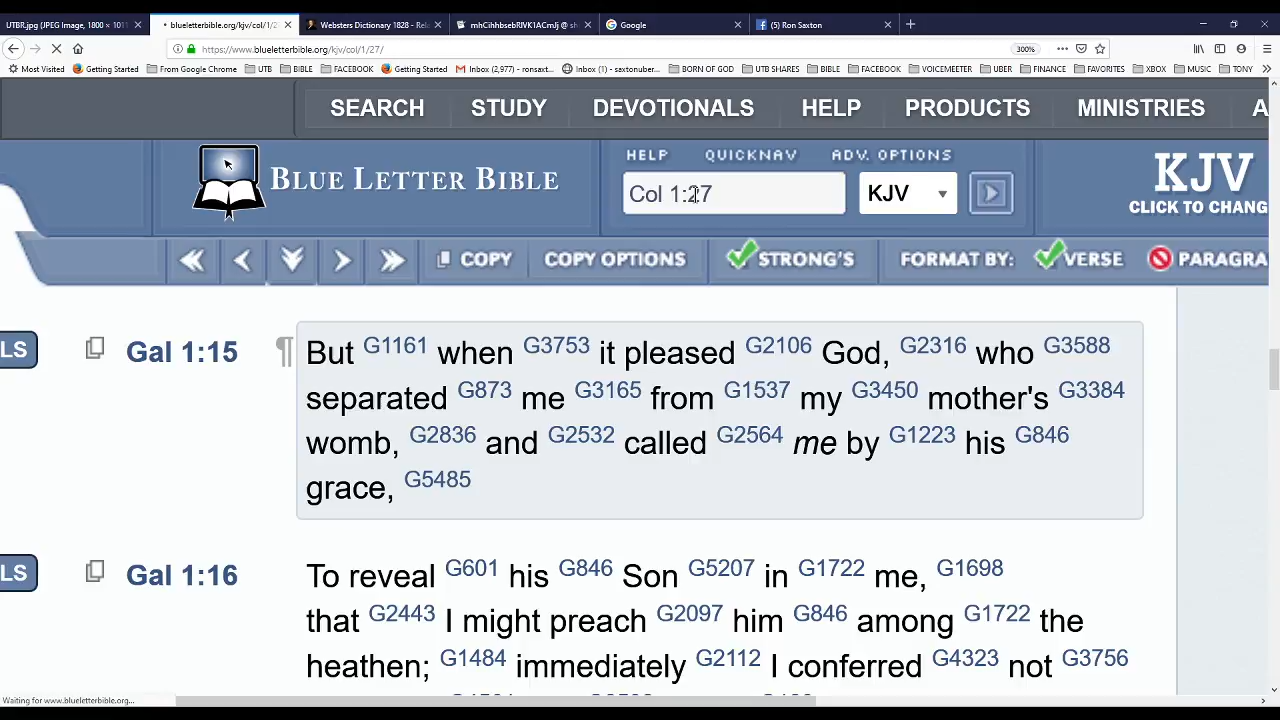 UTBR.jpg (JPEG Image, 1800 × 1011 blueletterbible.org/kjv/col/1/2 Websters Dictionary 1828 - Rela mhCihhbsebRlVK1ACmJj @ sh Google (5) Ron Saxton
https://www.blueletterbible.org/kjv/col/1/27/ 300%
Most Visited Getting Started From Google Chrome UTB BIBLE FACEBOOK Getting Started Inbox (2,977) - ronsaxt... Inbox (1) - saxtonuber... BORN OF GOD UTB SHARES BIBLE FACEBOOK VOICEMEETER UBER FINANCE FAVORITES XBOX MUSIC TONY
SEARCH STUDY DEVOTIONALS HELP PRODUCTS MINISTRIES A
HELP QUICKNAV ADV. OPTIONS
BLUE LETTER BIBLE Col 1:27 KJV KJV
CLICK TO CHANG
COPY COPY OPTIONS STRONG'S FORMAT BY: VERSE PARAGRA
LS Gal 1:15 ¶ But G1161 when G3753 it pleased G2106 God, G2316 who G3588
separated G873 me G3165 from G1537 my G3450 mother's G3384
womb, G2836 and G2532 called G2564 me by G1223 his G846
grace, G5485
LS Gal 1:16 To reveal G601 his G846 Son G5207 in G1722 me, G1698
that G2443 I might preach G2097 him G846 among G1722 the
heathen; G1484 immediately G2112 I conferred G4323 not G3756
Waiting for www.blueletterbible.org...